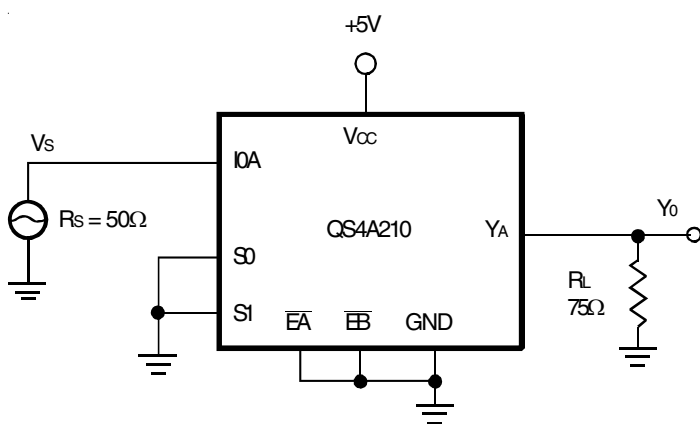 +5V
VCC
VS
I0A
RS = 50Ω
QS4A210
YA
Y0
S0
S1
RL
75Ω
EA
EB
GND